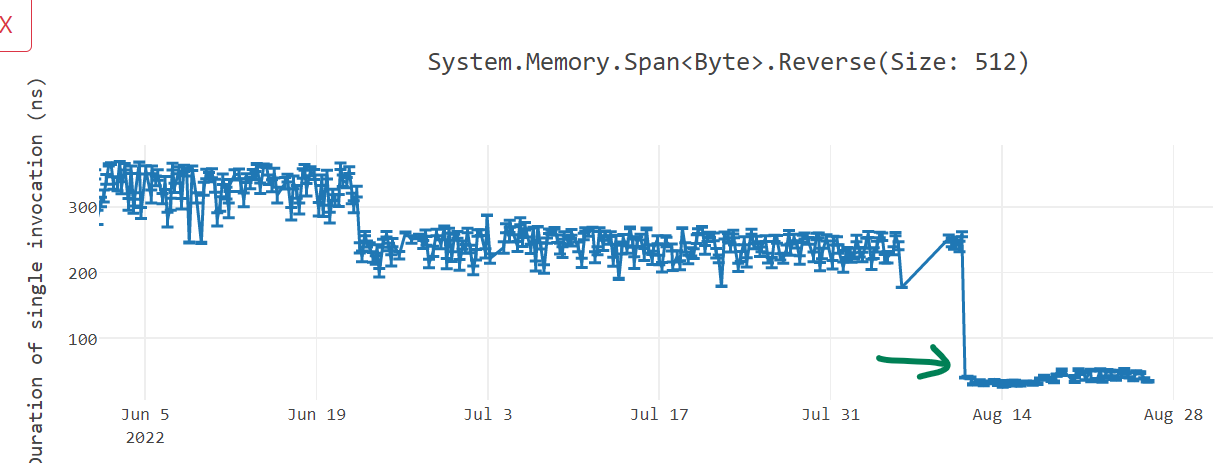 X
System.Memory.Span<Byte>.Reverse(Size: 512)
Duration of single invocation (ns)
300
200
100
Jun 5 Jun 19 Jul 3 Jul 17 Jul 31 Aug 14 Aug 28
2022